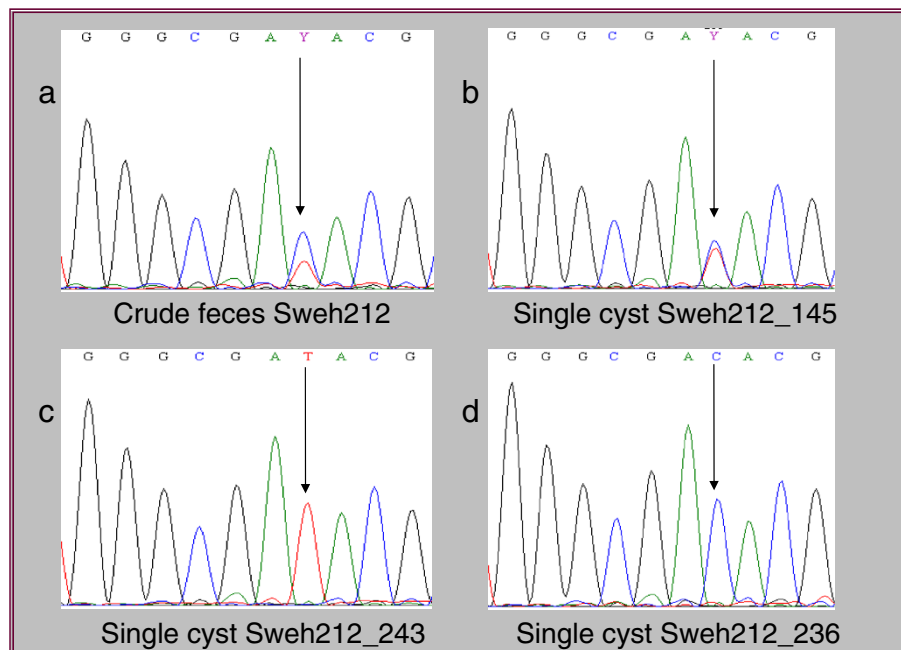 a
G G G C G A Y A C G
Crude feces Sweh212
b
G G G C G A Y A C G
Single cyst Sweh212_145
c
G G G C G A T A C G
Single cyst Sweh212_243
d
G G G C G A C A C G
Single cyst Sweh212_236